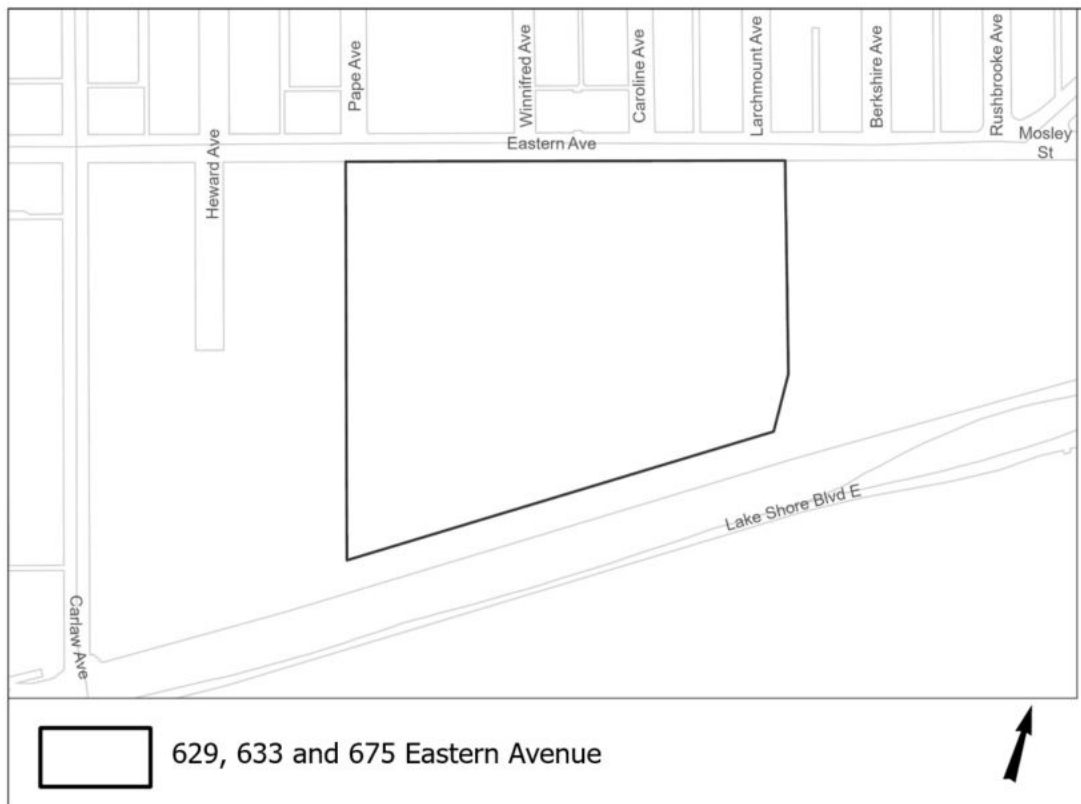 Pape Ave
Winnifred Ave
Caroline Ave
Larchmount Ave
Berkshire Ave
Rushbrooke Ave
Eastern Ave
Mosley
St
Heward Ave
Lake Shore Blvd E
Carlaw Ave
629, 633 and 675 Eastern Avenue